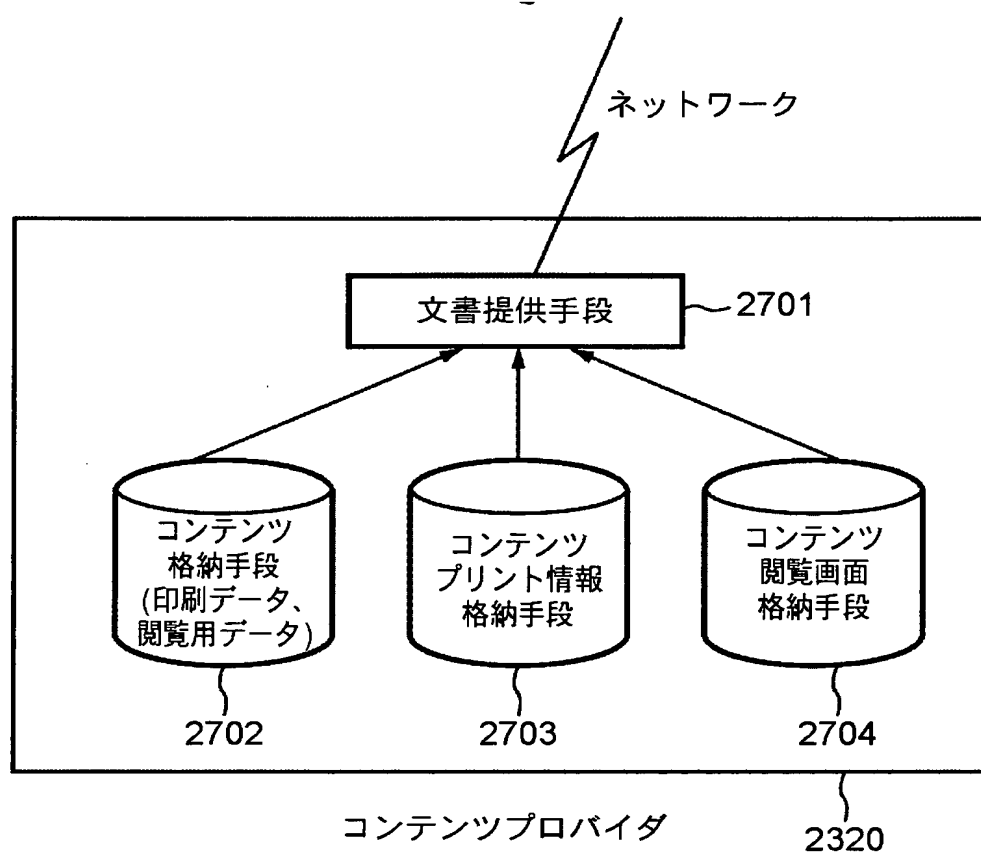 ネットワーク
文書提供手段
2701
コンテンツ
格納手段
(印刷データ、
閲覧用データ)
コンテンツ
プリント情報
格納手段
コンテンツ
閲覧画面
格納手段
2702
2703
2704
コンテンツプロバイダ
2320